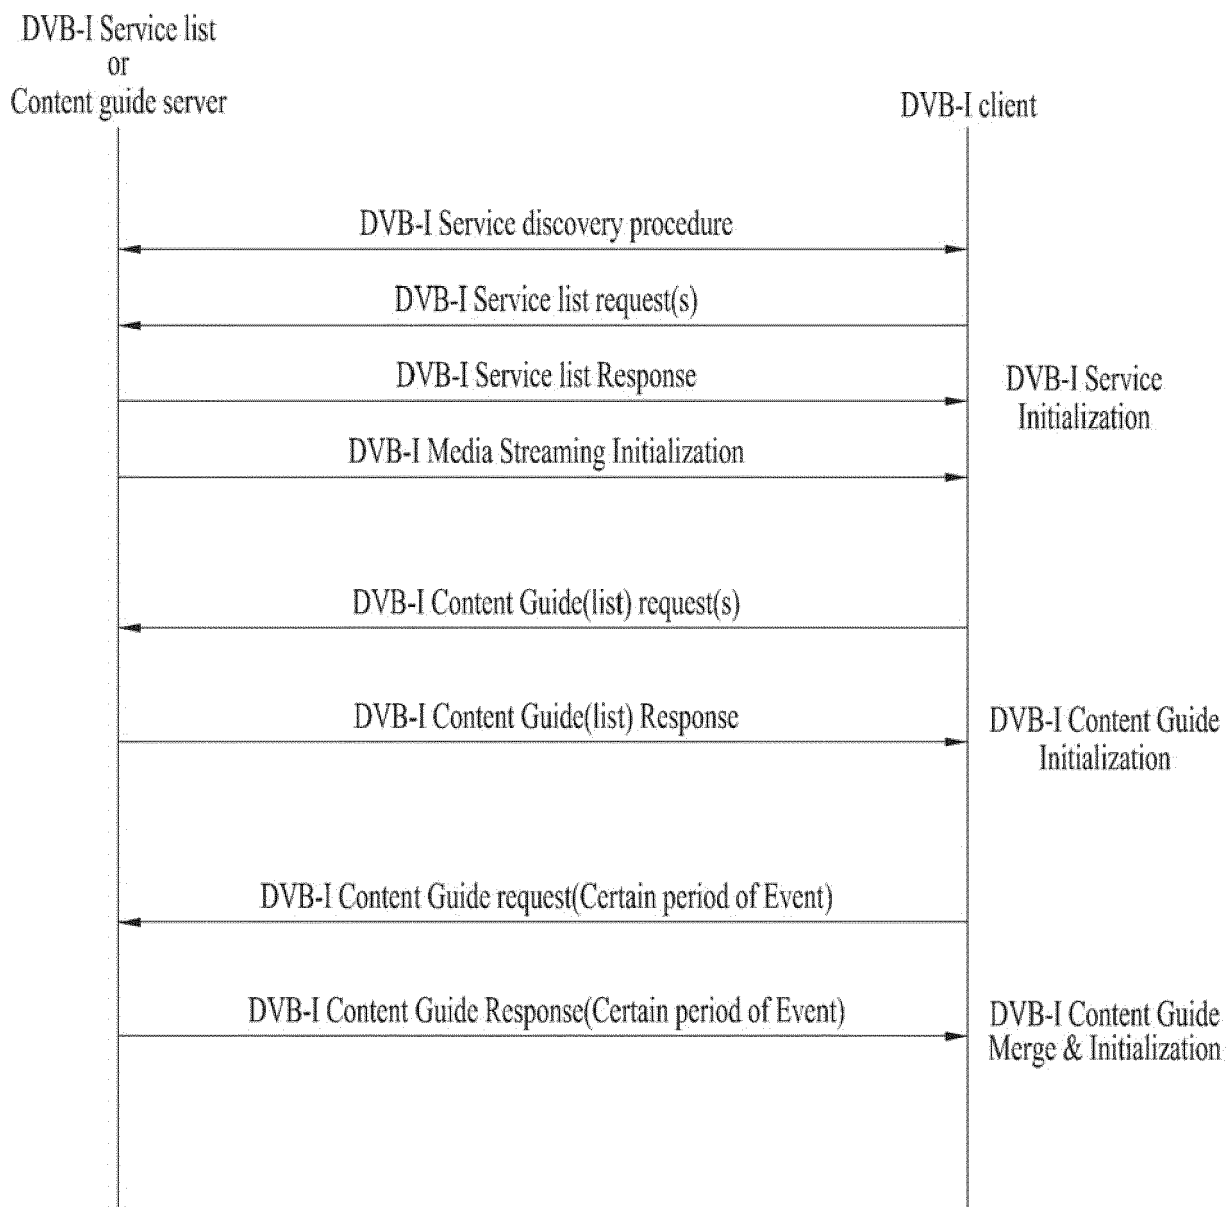 DVB-I Service list
or
Content guide server
DVB-I client
DVB-I Service discovery procedure
DVB-I Service list request(s)
DVB-I Service list Response
DVB-I Service
Initialization
DVB-I Media Streaming Initialization
DVB-I Content Guide(list) request(s)
DVB-I Content Guide(list) Response
DVB-I Content Guide
Initialization
DVB-I Content Guide request(Certain period of Event)
DVB-I Content Guide Response(Certain period of Event)
DVB-I Content Guide
Merge & Initialization